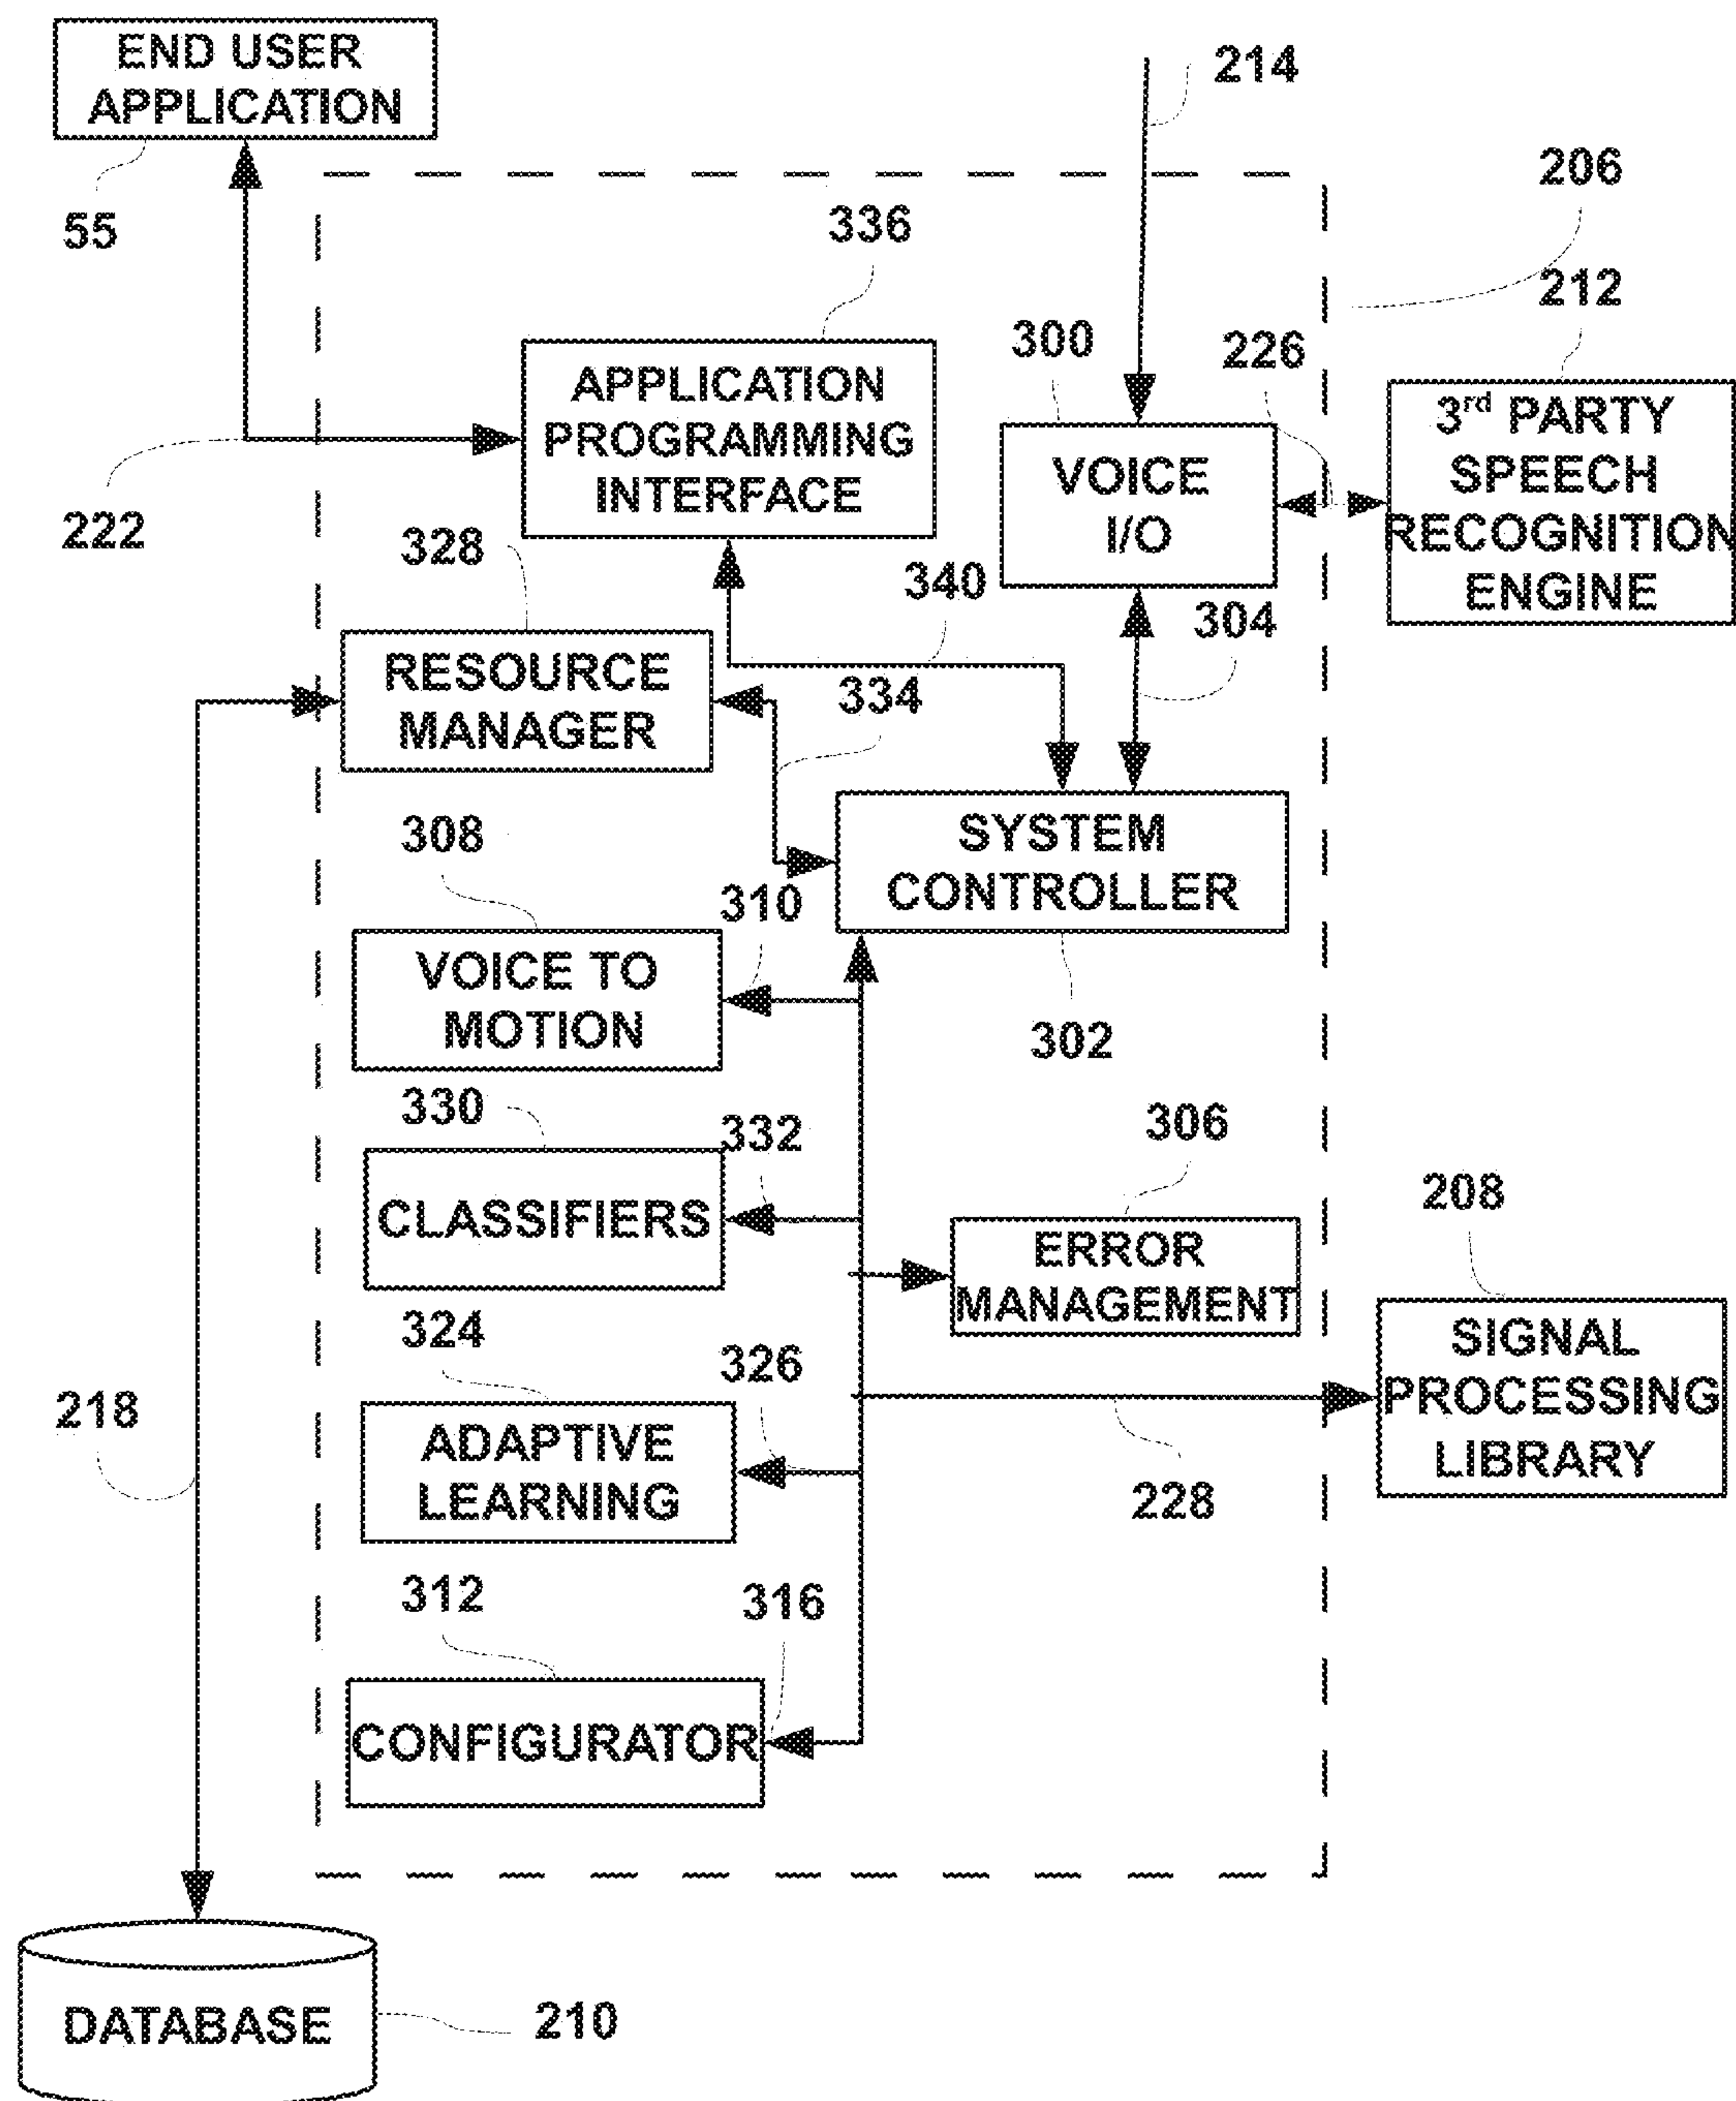 END USER
APPLICATION
214
206
55
336
212
300
226
APPLICATION
PROGRAMMING
INTERFACE
VOICE
I/O
3rd PARTY
SPEECH
RECOGNITION
ENGINE
222
328
340
304
RESOURCE
MANAGER
334
308
SYSTEM
CONTROLLER
310
VOICE TO
MOTION
302
330
332
306
CLASSIFIERS
208
ERROR
MANAGEMENT
324
326
SIGNAL
PROCESSING
LIBRARY
218
ADAPTIVE
LEARNING
228
312
316
CONFIGURATOR
DATABASE
210